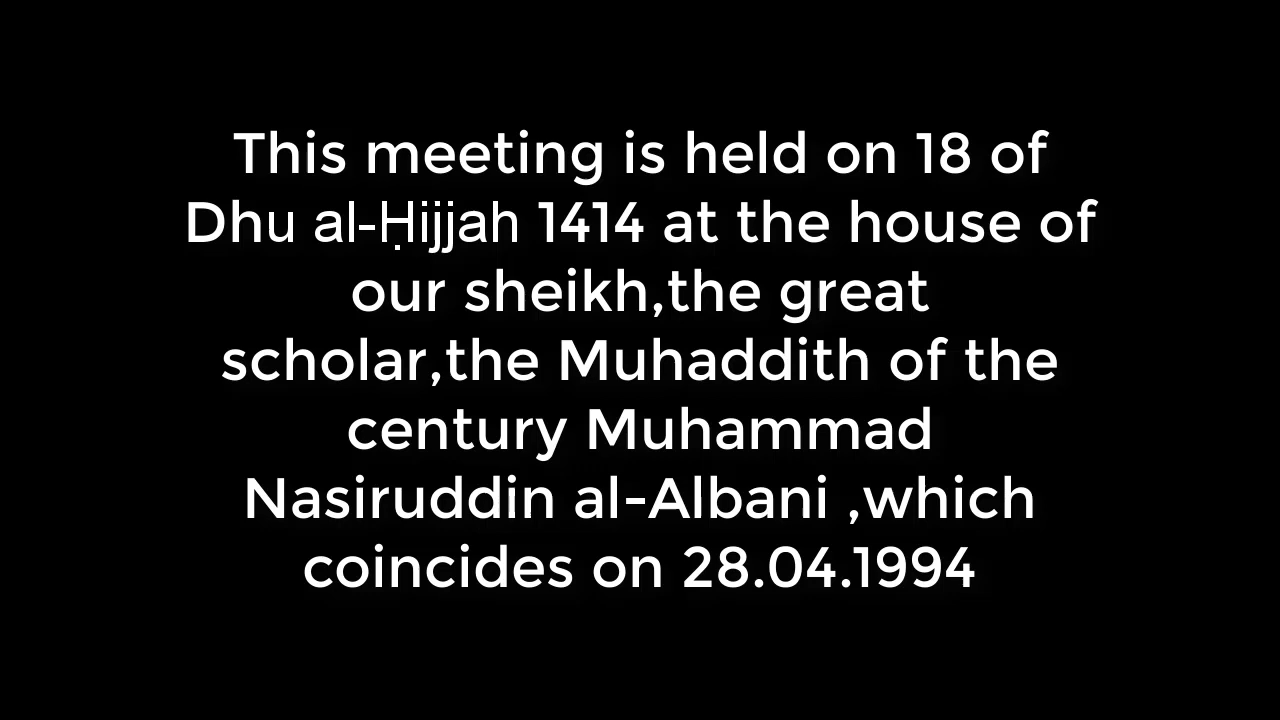 This meeting is held on 18 of
Dhu al-Ḥijjah 1414 at the house of
our sheikh,the great
scholar,the Muhaddith of the
century Muhammad
Nasiruddin al-Albani ,which
coincides on 28.04.1994